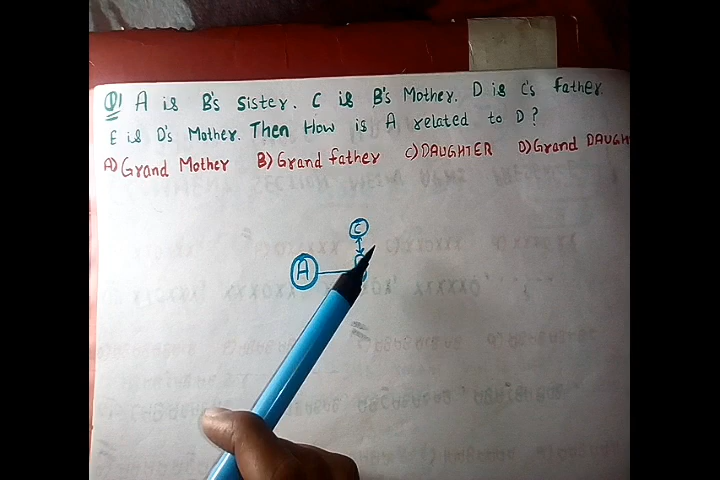 Q1) A is B's Sister. C is B's Mother. D is C's father
E is D's Mother. Then How is A related to D?
A) Grand Mother B) Grand father C) DAUGHTER D) Grand DAUGH
C
A